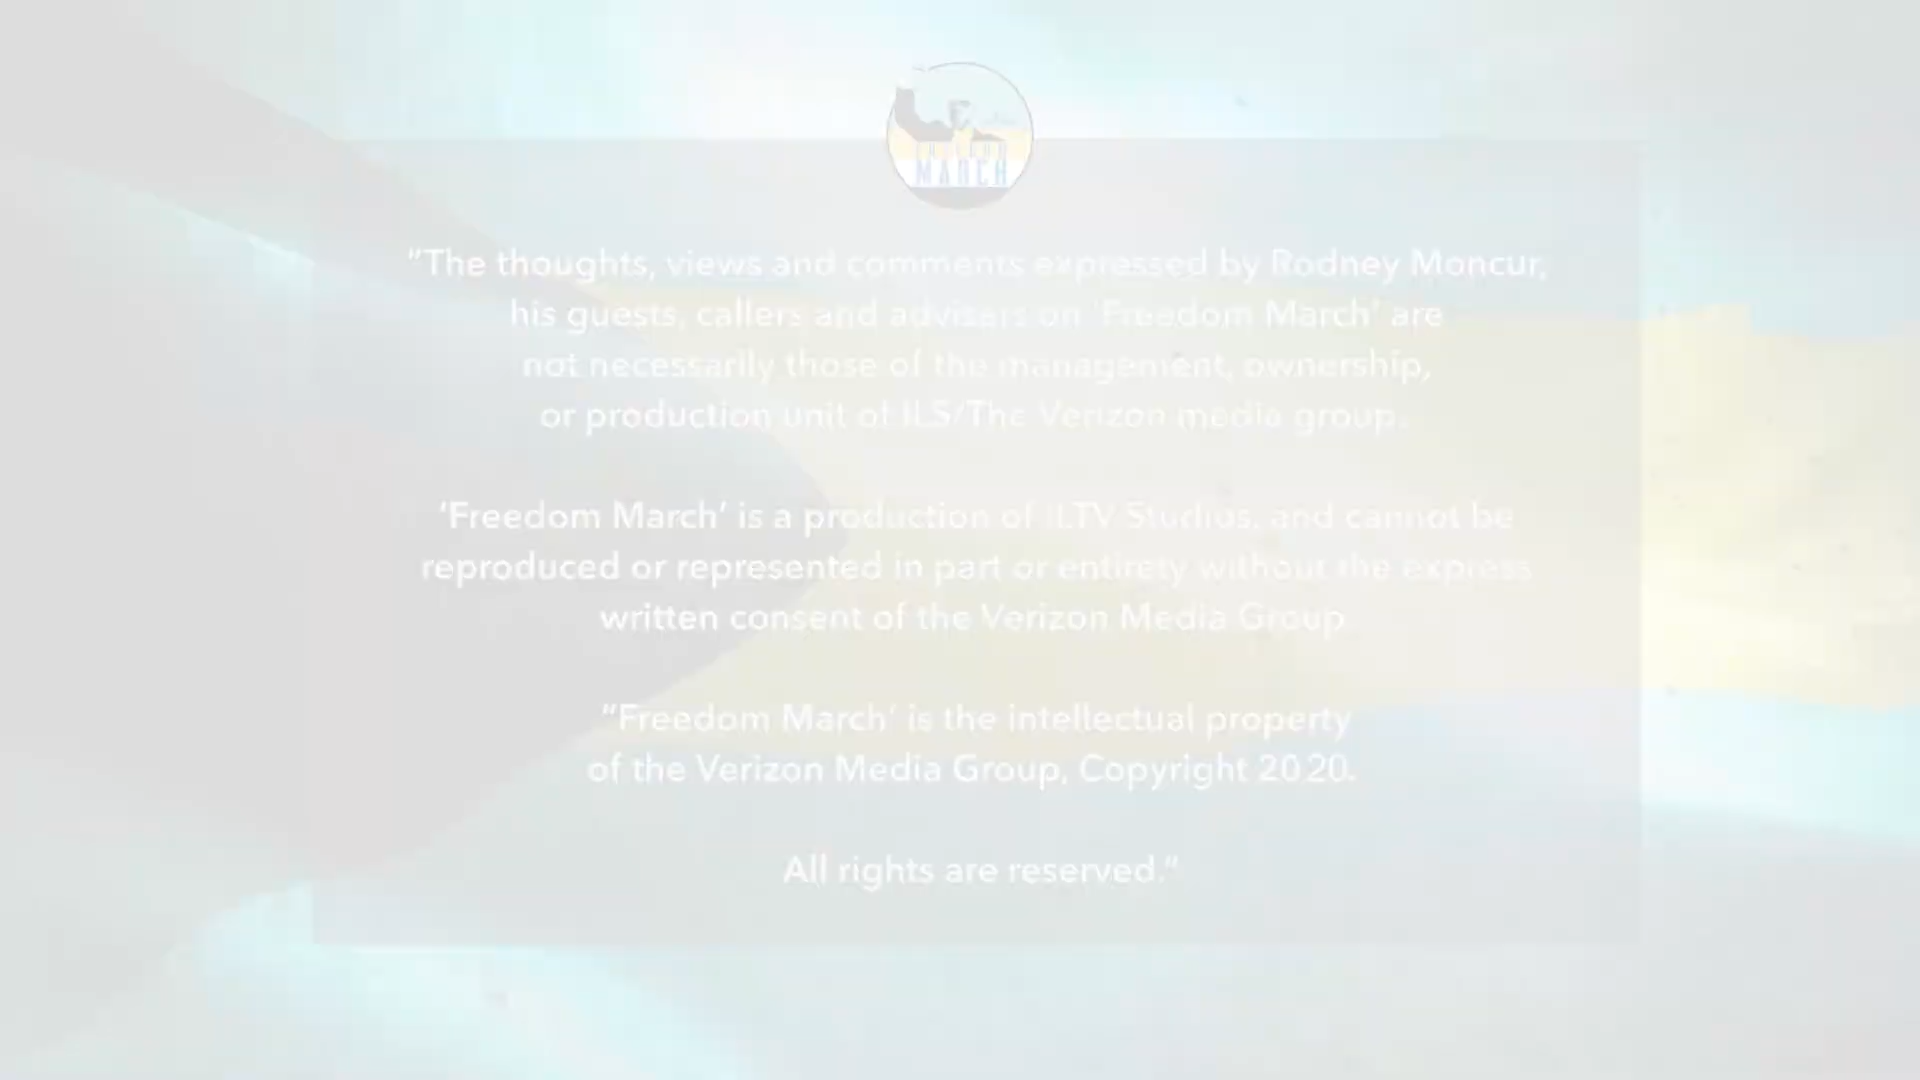 MARCH
"The thoughts, views and comments expressed by Rodney Moncur,
his guests, callers and advisers on 'Freedom March' are
not necessarily those of the management, ownership,
or production unit of ILS/The Verizon media group.
'Freedom March' is a production of ILTV Studios, and cannot be
reproduced or represented in part or entirety without the express
written consent of the Verizon Media Group
"Freedom March' is the intellectual property
of the Verizon Media Group, Copyright 2020.
All rights are reserved."